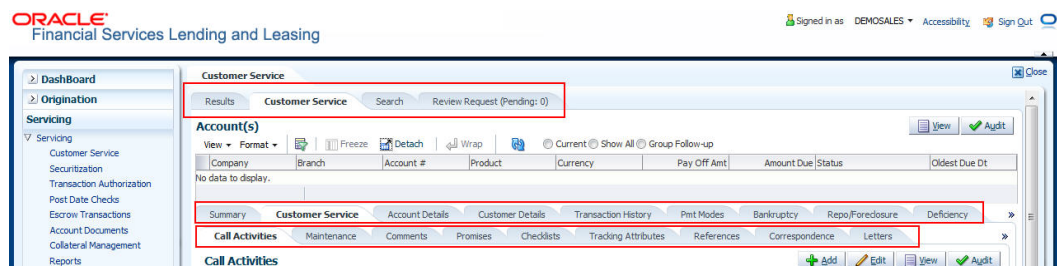 ORACLE
Financial Services Lending and Leasing
Signed in as DEMOSALES Accessibility Sign Out
Close
DashBoard
Origination
Servicing
Servicing
Customer Service
Securitization
Transaction Authorization
Post Date Checks
Escrow Transactions
Account Documents
Collateral Management
Reports
Customer Service
Results Customer Service Search Review Request (Pending: 0)
Account(s) View Audit
View Format Freeze Detach Wrap Current Show All Group Follow-up
Company Branch Account # Product Currency Pay Off Amt Amount Due Status Oldest Due Dt
No data to display.
Summary Customer Service Account Details Customer Details Transaction History Pmt Modes Bankruptcy Repo/Foreclosure Deficiency »
Call Activities Maintenance Comments Promises Checklists Tracking Attributes References Correspondence Letters »
Call Activities Add Edit View Audit